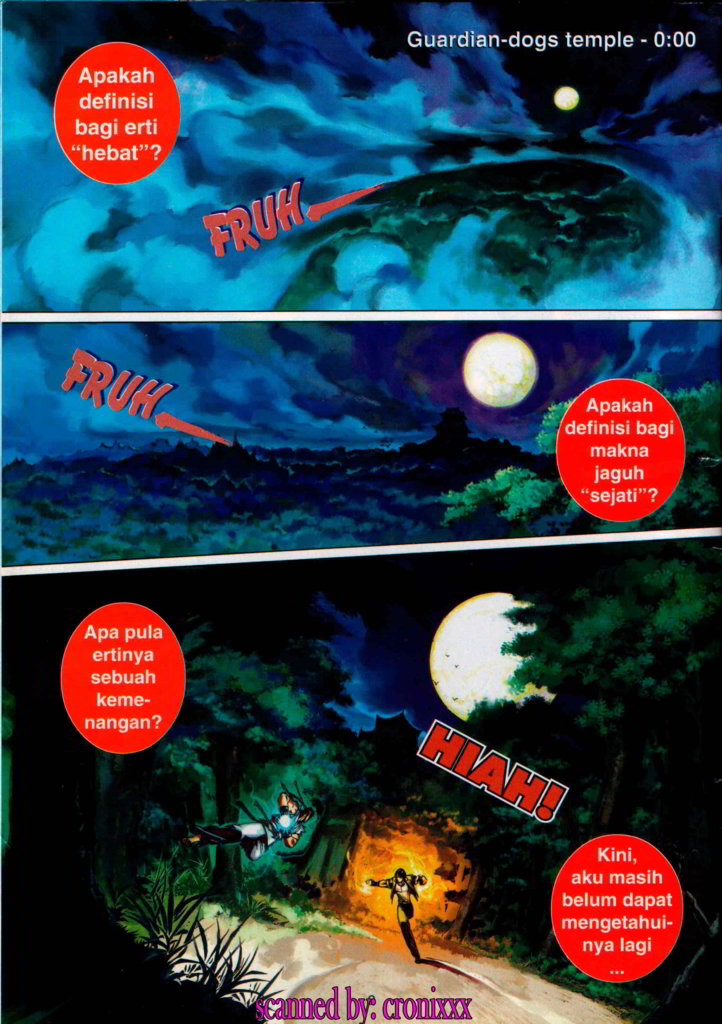 Guardian-dogs temple - 0:00
Apakah
definisi
bagi erti
“hebat”?
FRUH
FRUH
Apakah
definisi bagi
makna
jaguh
“sejati”?
Apa pula
ertinya
sebuah
keme-
nangan?
HIAH!
Kini,
aku masih
belum dapat
mengetahui-
nya lagi
...
scanned by: cronixxx